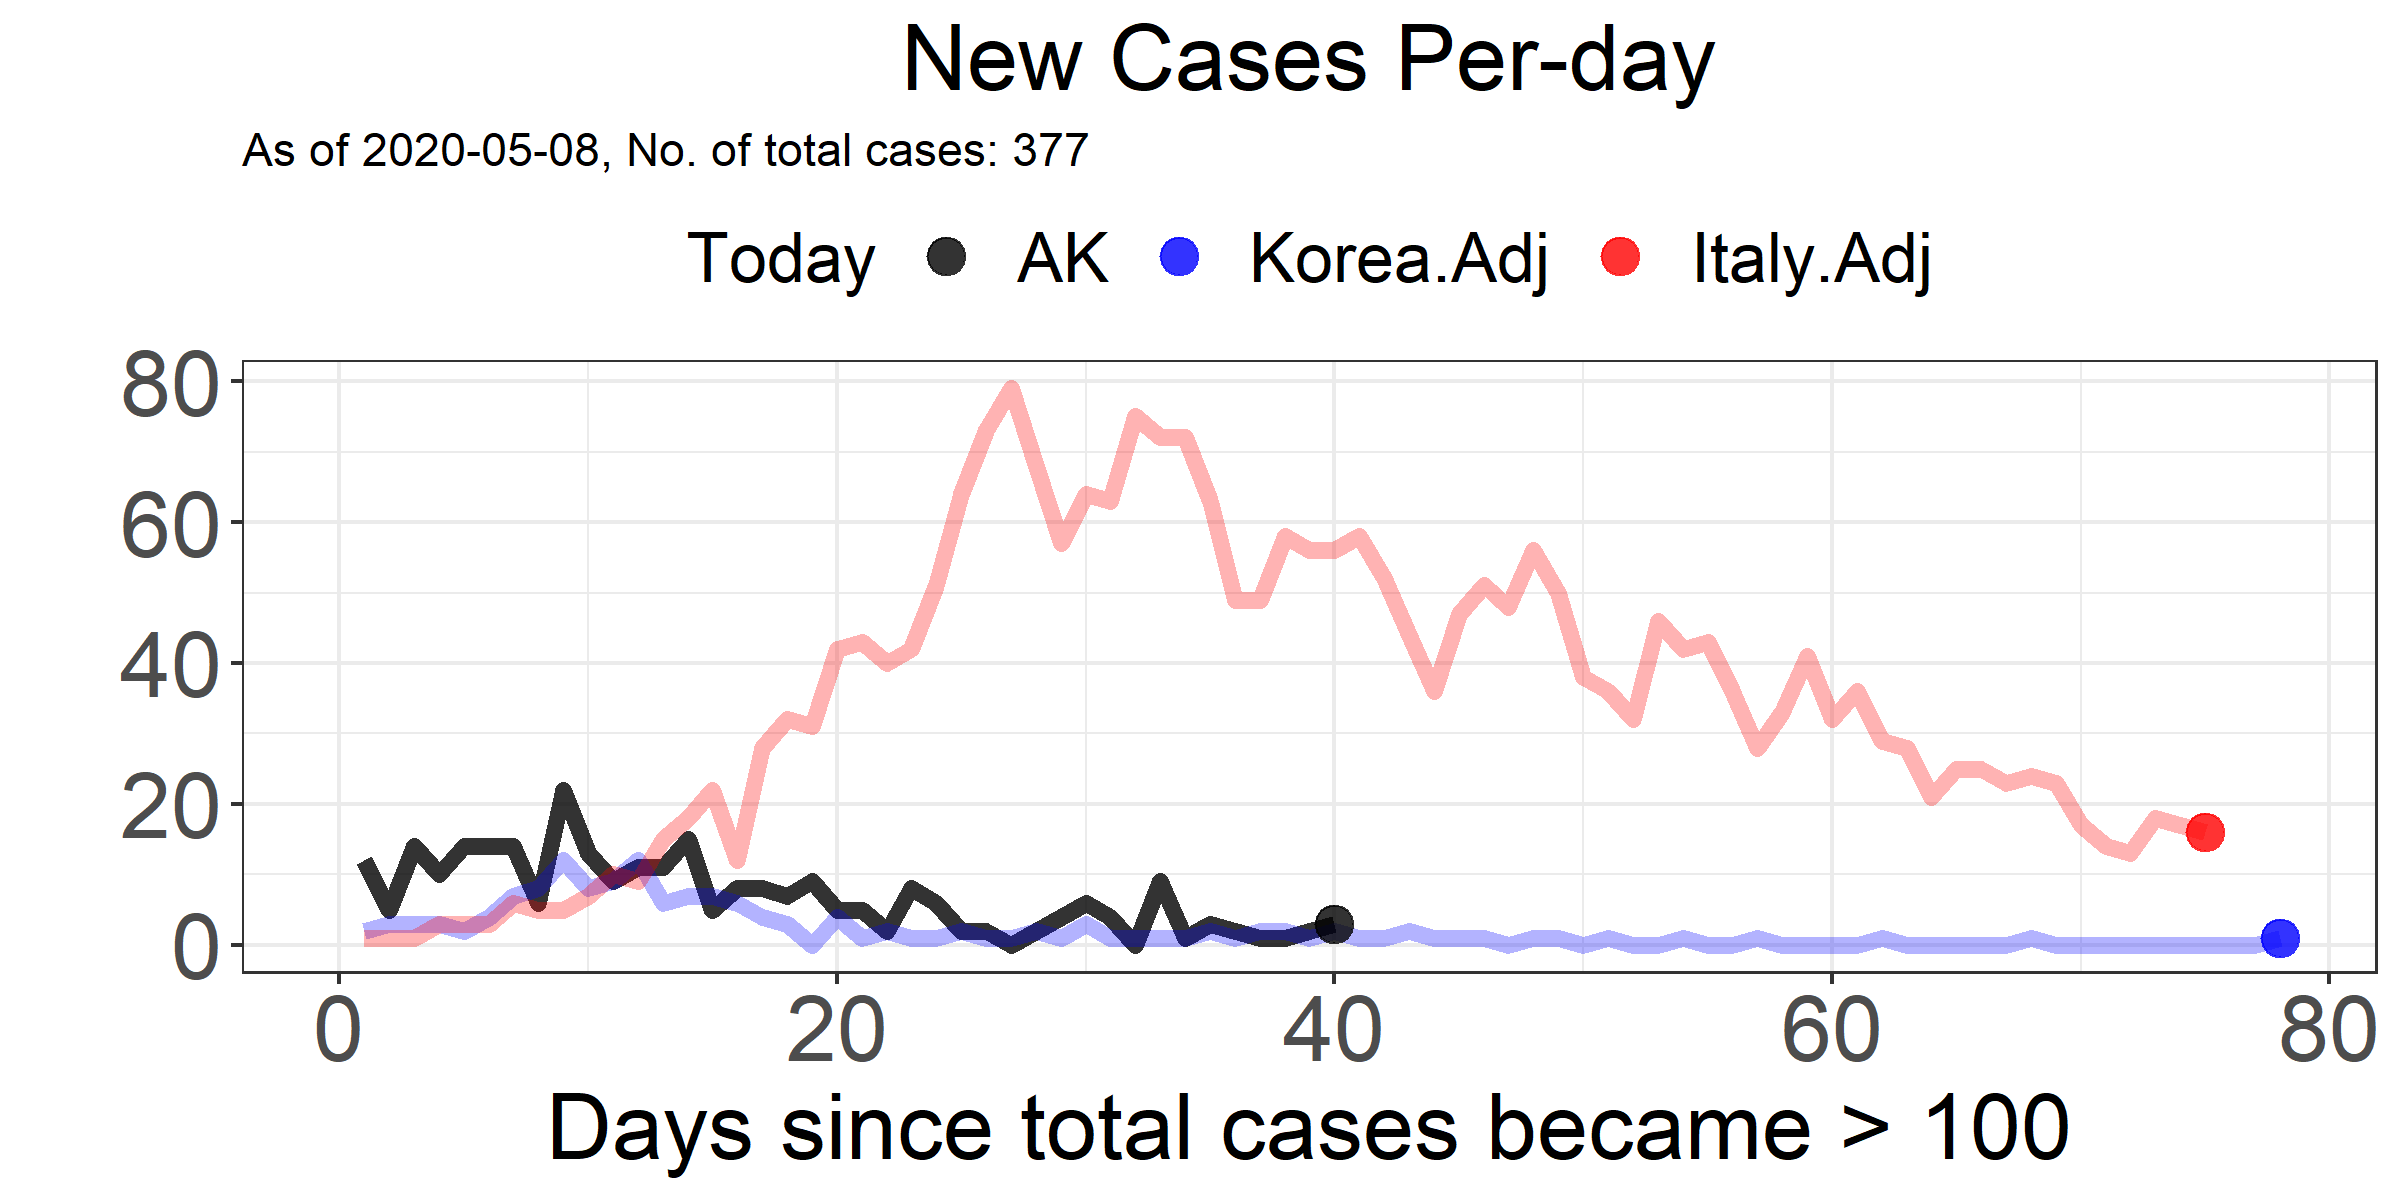 New Cases Per-day
As of 2020-05-08, No. of total cases: 377
Today AK Korea.Adj Italy.Adj
80
60
40
20
0
0 20 40 60 80
Days since total cases became > 100